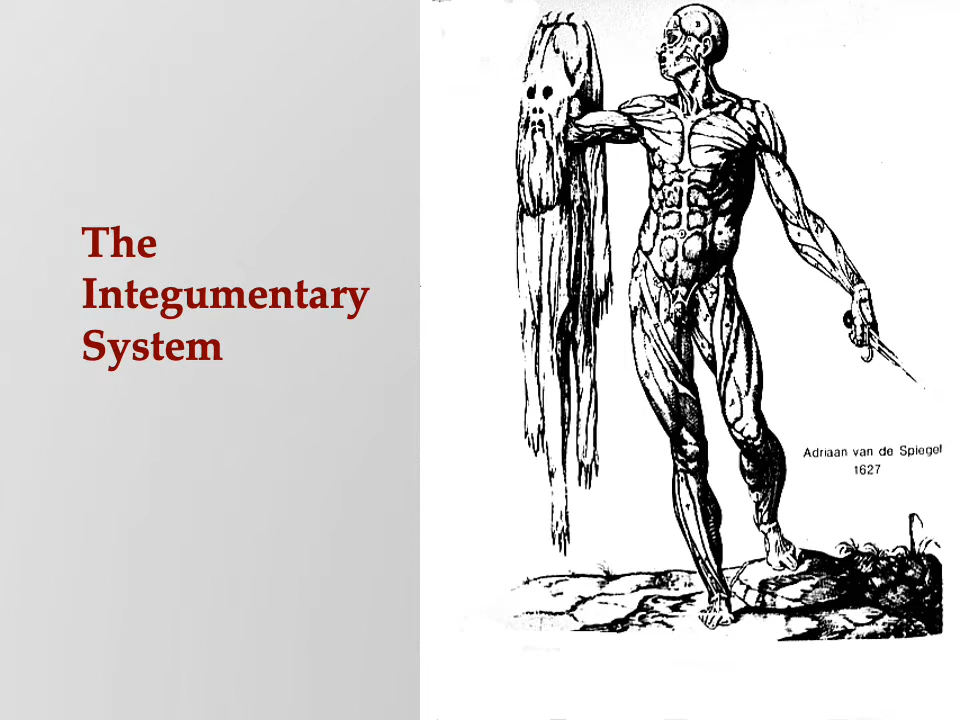 The
Integumentary
System
Adriaan van de Spiegel
1627